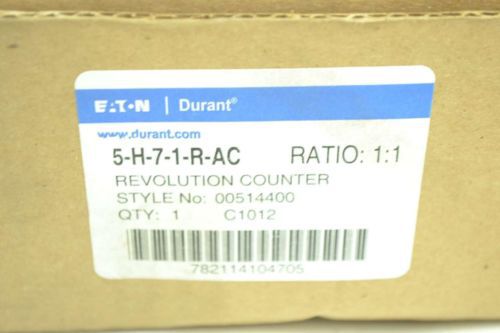 EATON | Durant®
www.durant.com
5-H-7-1-R-AC RATIO: 1:1
REVOLUTION COUNTER
STYLE No: 00514400
QTY: 1 C1012
782114104705